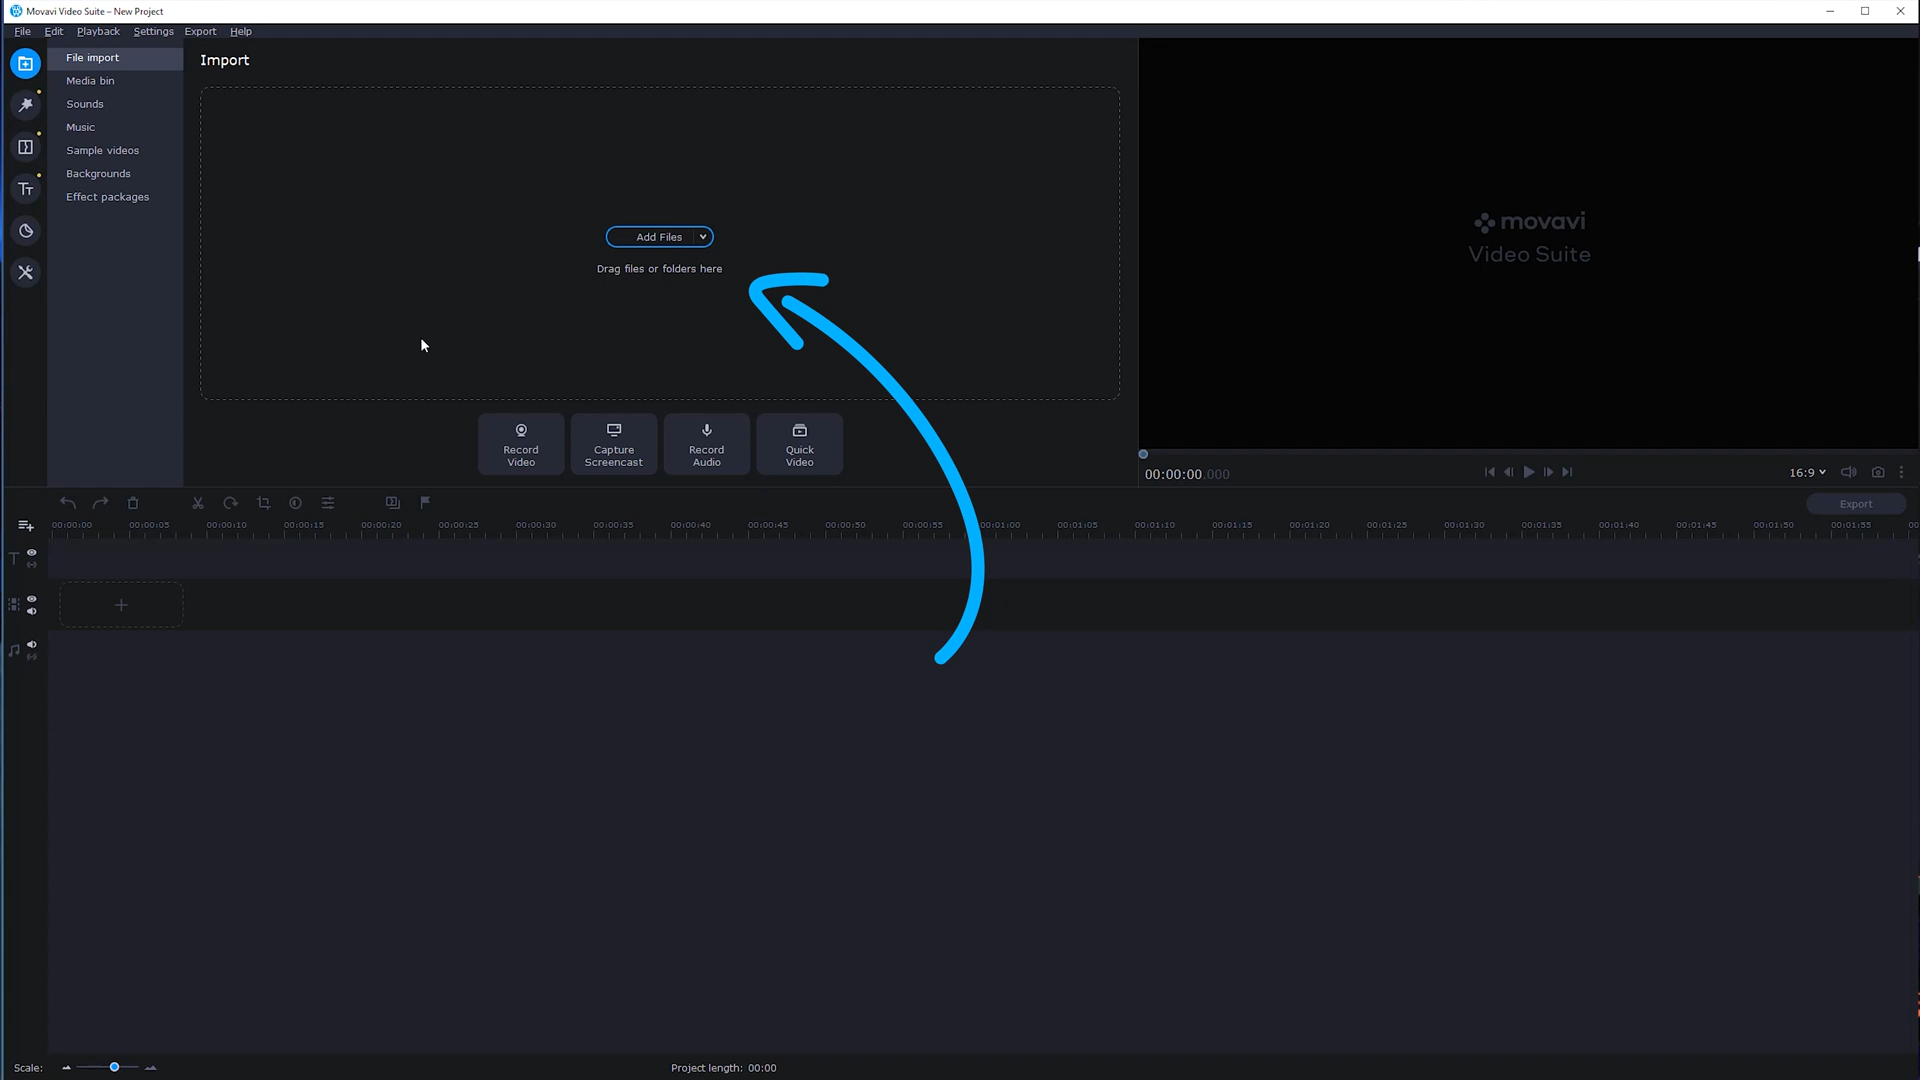 Movavi Video Suite – New Project
File Edit Playback Settings Export Help
File import
Media bin
Sounds
Music
Sample videos
Backgrounds
Effect packages
Import
Add Files
Drag files or folders here
Record
Video
Capture
Screencast
Record
Audio
Quick
Video
movavi
Video Suite
00:00:00.000
16:9
Export
00:00:00 00:00:05 00:00:10 00:00:15 00:00:20 00:00:25 00:00:30 00:00:35 00:00:40 00:00:45 00:00:50 00:00:55 00:01:00 00:01:05 00:01:10 00:01:15 00:01:20 00:01:25 00:01:30 00:01:35 00:01:40 00:01:45 00:01:50 00:01:55 00
Scale:
Project length: 00:00